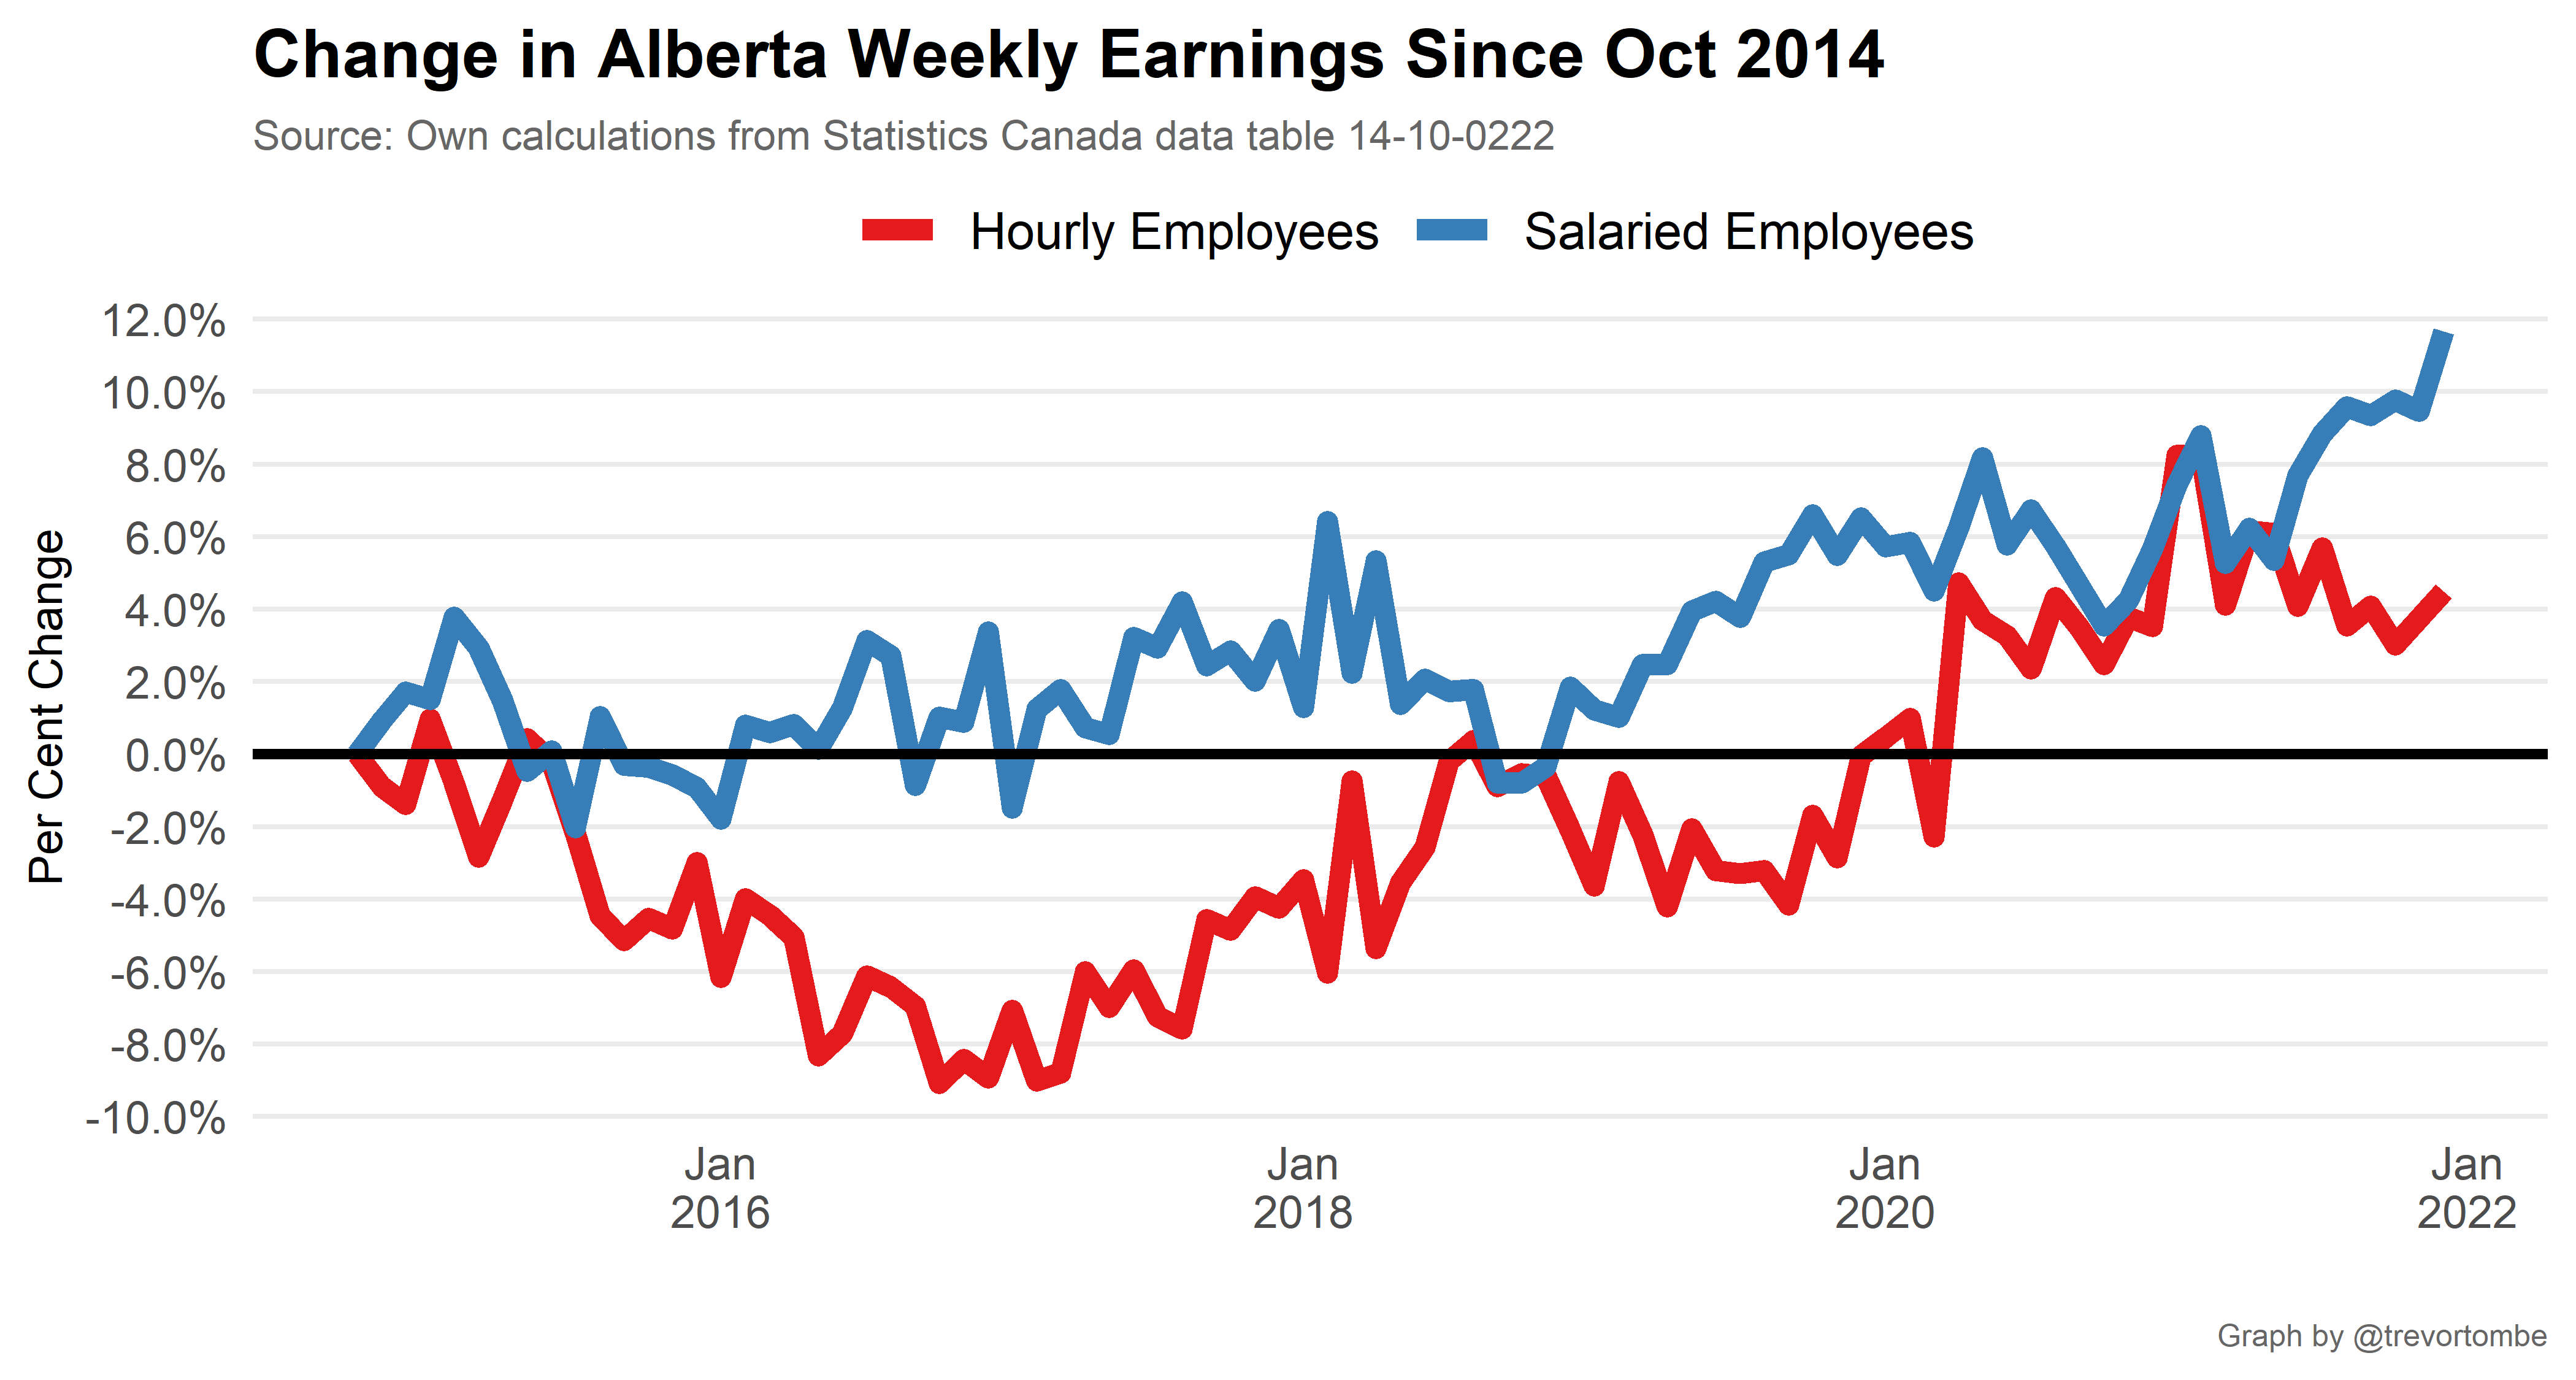 Change in Alberta Weekly Earnings Since Oct 2014
Source: Own calculations from Statistics Canada data table 14-10-0222
Hourly Employees Salaried Employees
Per Cent Change
12.0%
10.0%
8.0%
6.0%
4.0%
2.0%
0.0%
-2.0%
-4.0%
-6.0%
-8.0%
-10.0%
Jan Jan Jan Jan
2016 2018 2020 2022
Graph by @trevortombe